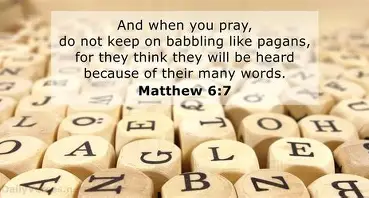 And when you pray,
do not keep on babbling like pagans,
for they think they will be heard
because of their many words.
Matthew 6:7
J
L
E
T
O
H
C
A
G
L
E
N
B
N